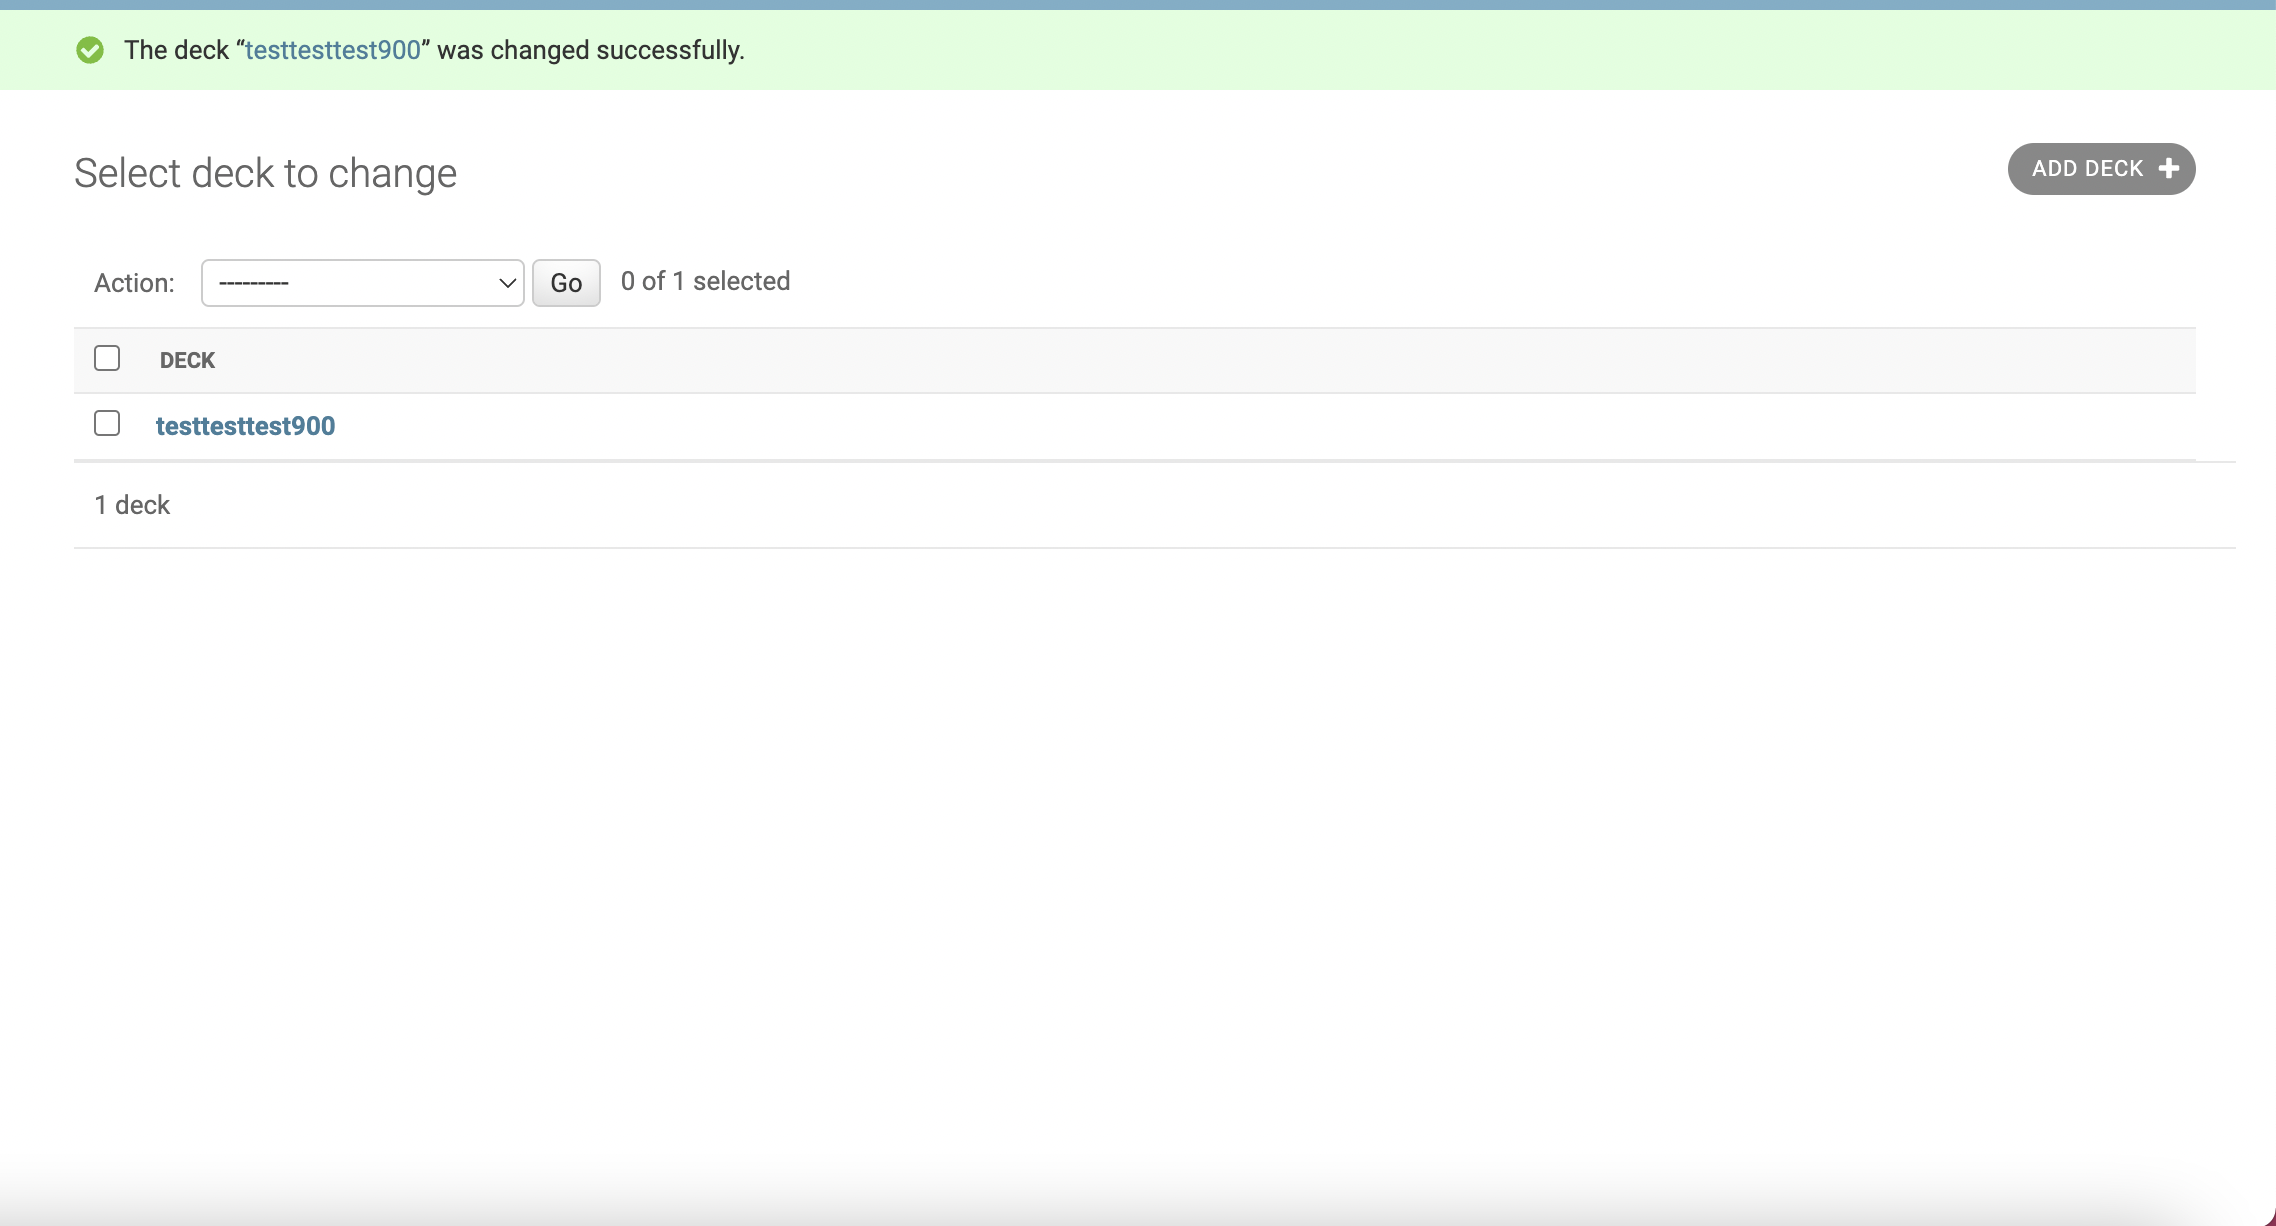 The deck “testtesttest900” was changed successfully.
Select deck to change
ADD DECK
Action: --------- Go 0 of 1 selected
DECK
testtesttest900
1 deck